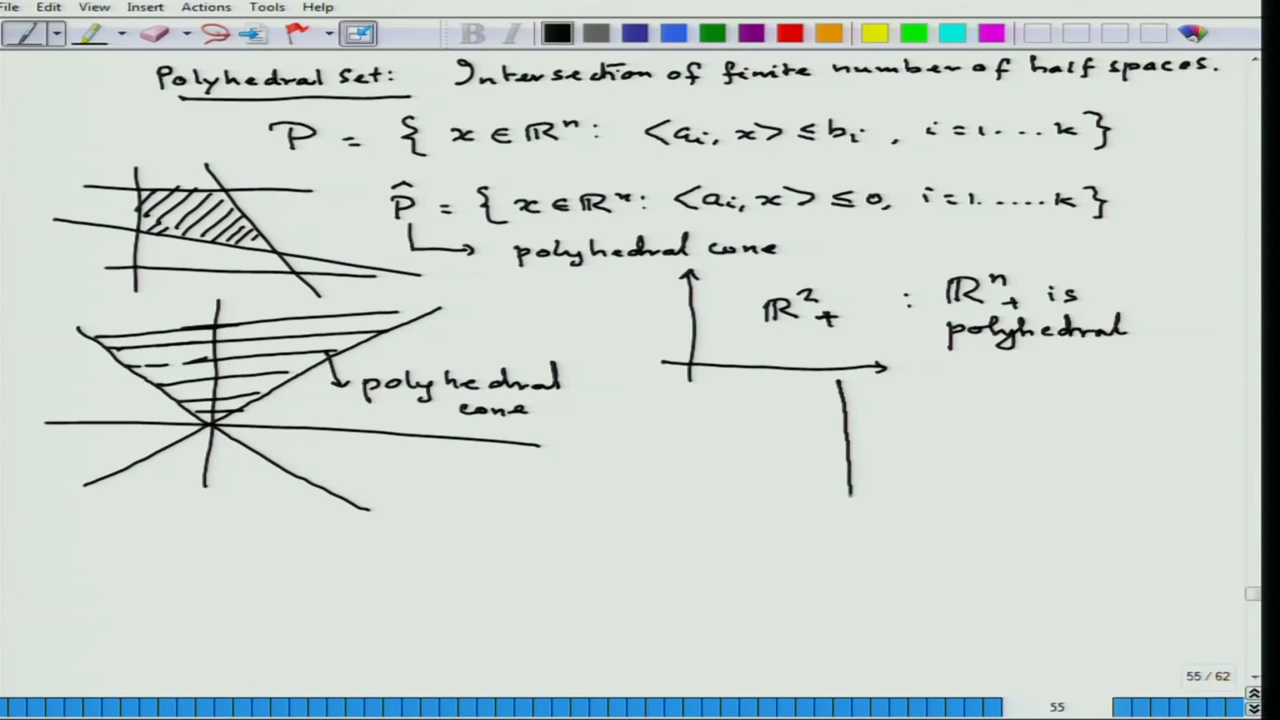 File Edit View Insert Actions Tools Help
B I
Polyhedral Set: Intersection of finite number of half spaces.
P = { x ∈ ℝⁿ : <aᵢ, x> ≤ bᵢ , i = 1 . . . k }
P̂ = { x ∈ ℝⁿ : <aᵢ, x> ≤ 0, i = 1 . . . . . k }
polyhedral cone
ℝ²₊ : ℝⁿ₊ is
polyhedral
polyhedral
cone
55 / 62
55